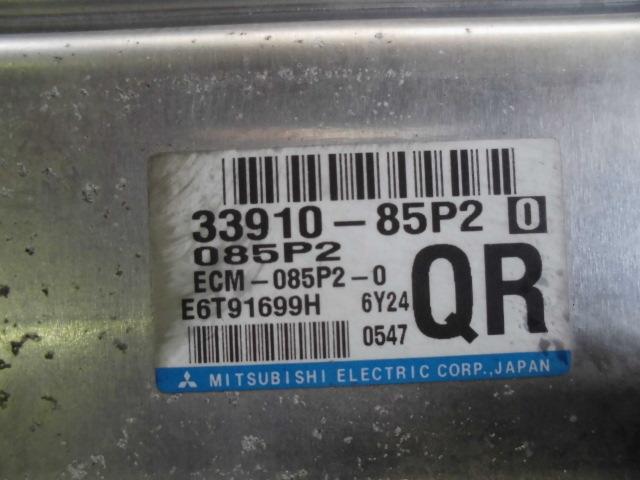 33910-85P2 0
085P2
ECM-085P2-0
E6T91699H 6Y24
0547
QR
MITSUBISHI ELECTRIC CORP., JAPAN